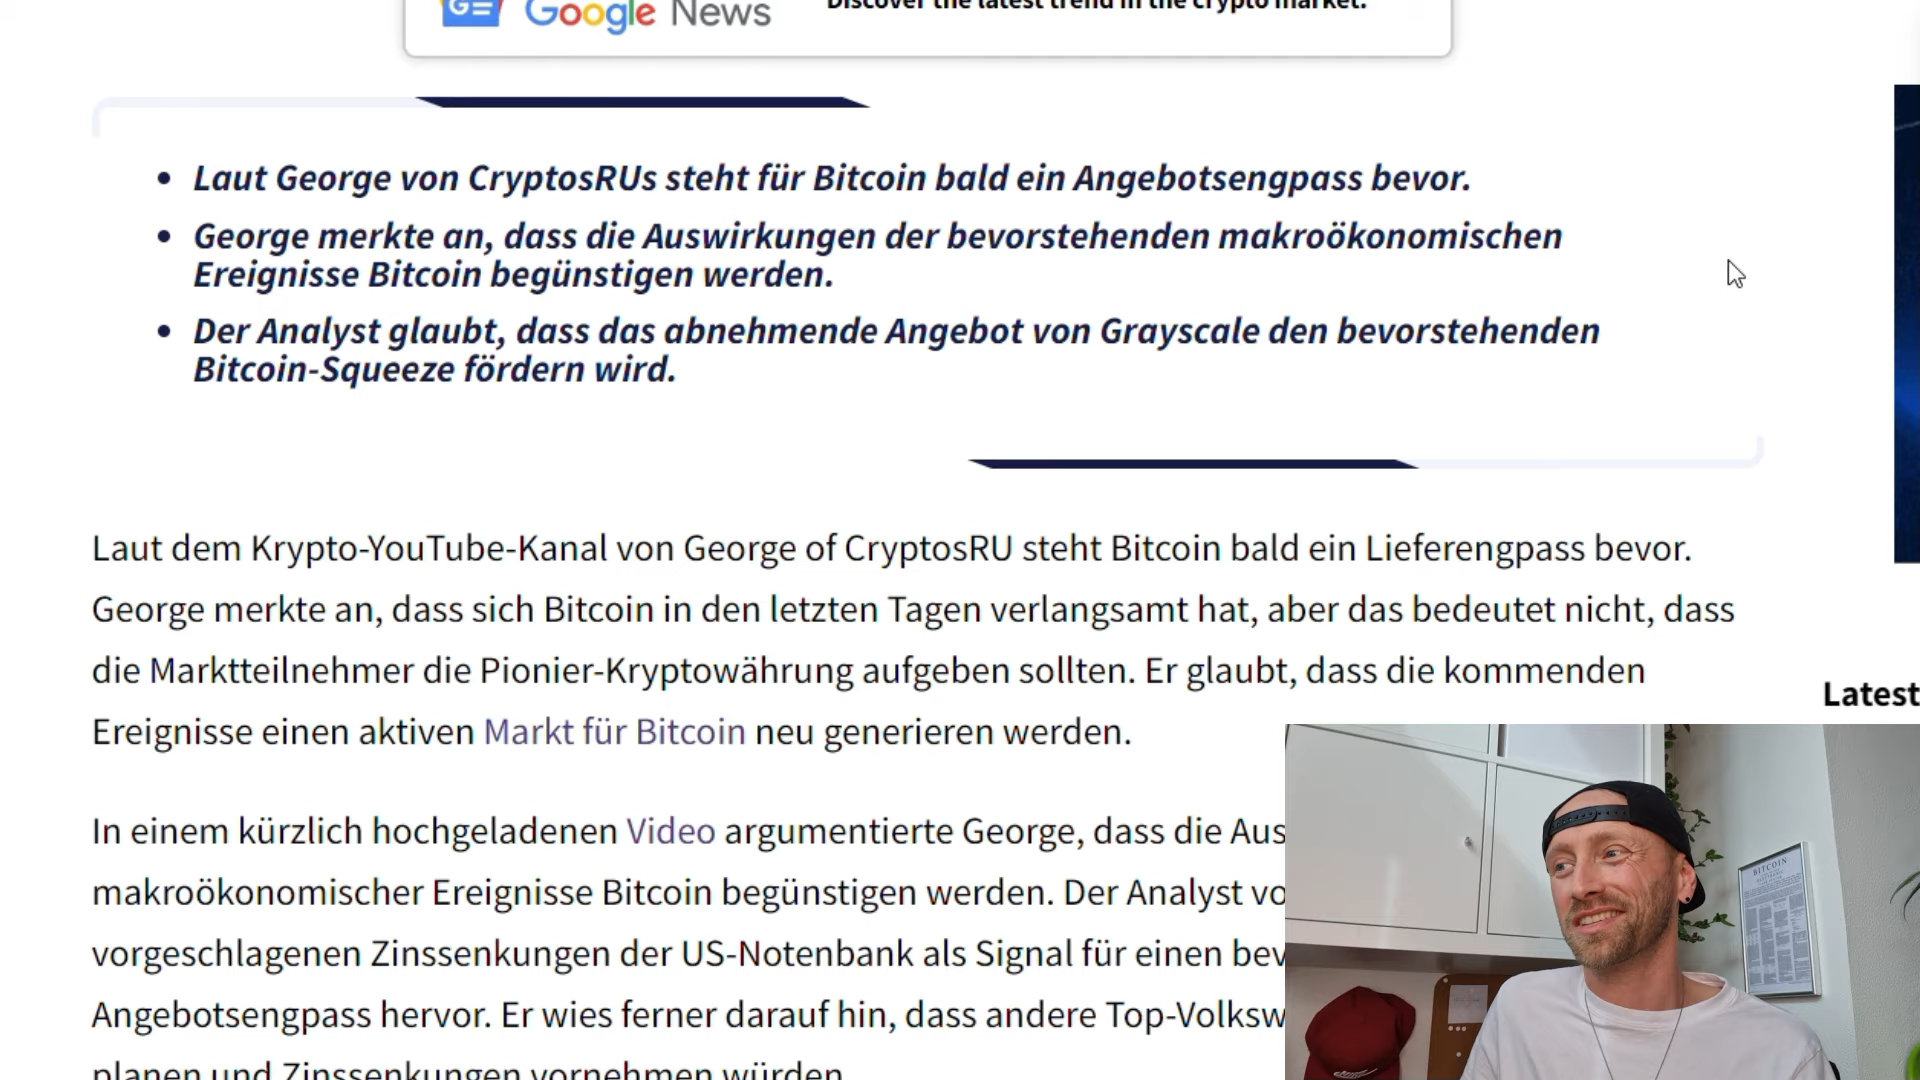 Google News
Discover the latest trend in the crypto market.
Laut George von CryptosRUs steht für Bitcoin bald ein Angebotsengpass bevor.
George merkte an, dass die Auswirkungen der bevorstehenden makroökonomischen
Ereignisse Bitcoin begünstigen werden.
Der Analyst glaubt, dass das abnehmende Angebot von Grayscale den bevorstehenden
Bitcoin-Squeeze fördern wird.
Laut dem Krypto-YouTube-Kanal von George of CryptosRU steht Bitcoin bald ein Lieferengpass bevor.
George merkte an, dass sich Bitcoin in den letzten Tagen verlangsamt hat, aber das bedeutet nicht, dass
die Marktteilnehmer die Pionier-Kryptowährung aufgeben sollten. Er glaubt, dass die kommenden
Ereignisse einen aktiven Markt für Bitcoin neu generieren werden.
Latest
In einem kürzlich hochgeladenen Video argumentierte George, dass die Aus
makroökonomischer Ereignisse Bitcoin begünstigen werden. Der Analyst vo
vorgeschlagenen Zinssenkungen der US-Notenbank als Signal für einen bev
Angebotsengpass hervor. Er wies ferner darauf hin, dass andere Top-Volksw
planen und Zinssenkungen vornehmen würden
BITCOIN